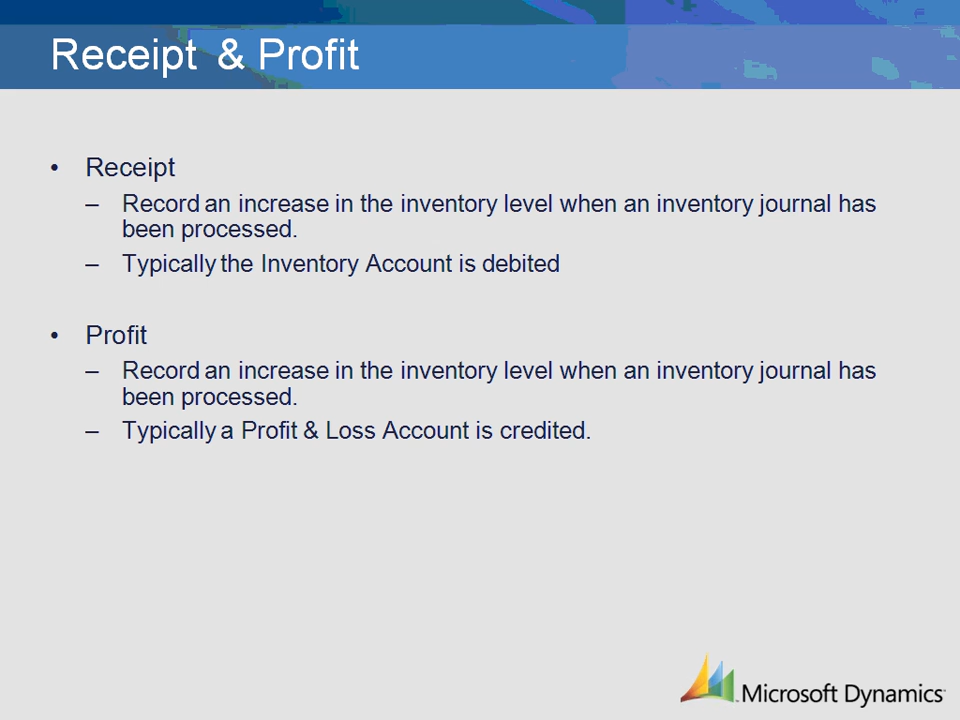 Receipt & Profit
• Receipt
– Record an increase in the inventory level when an inventory journal has
been processed.
– Typically the Inventory Account is debited
• Profit
– Record an increase in the inventory level when an inventory journal has
been processed.
– Typically a Profit & Loss Account is credited.
Microsoft Dynamics